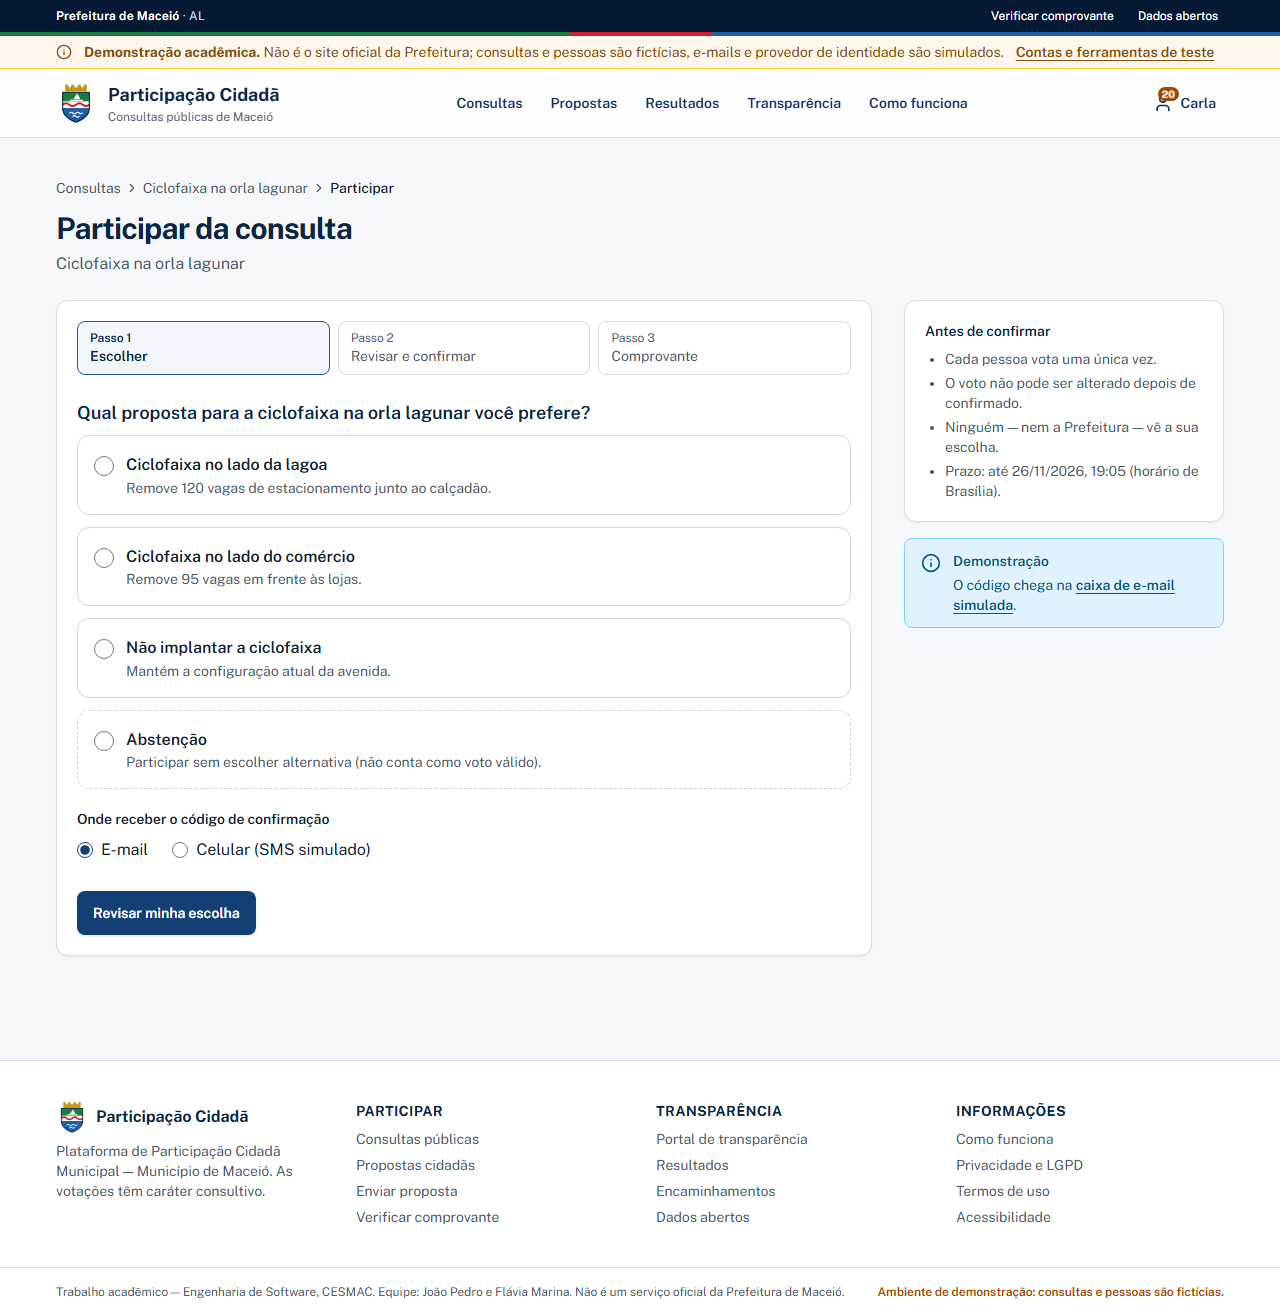 Prefeitura de Maceió · AL
Verificar comprovante
Dados abertos
Demonstração acadêmica. Não é o site oficial da Prefeitura; consultas e pessoas são fictícias, e-mails e provedor de identidade são simulados. Contas e ferramentas de teste
Participação Cidadã
Consultas públicas de Maceió
Consultas
Propostas
Resultados
Transparência
Como funciona
20
Carla
Consultas > Ciclofaixa na orla lagunar > Participar
Participar da consulta
Ciclofaixa na orla lagunar
Passo 1
Escolher
Passo 2
Revisar e confirmar
Passo 3
Comprovante
Qual proposta para a ciclofaixa na orla lagunar você prefere?
Ciclofaixa no lado da lagoa
Remove 120 vagas de estacionamento junto ao calçadão.
Ciclofaixa no lado do comércio
Remove 95 vagas em frente às lojas.
Não implantar a ciclofaixa
Mantém a configuração atual da avenida.
Abstenção
Participar sem escolher alternativa (não conta como voto válido).
Onde receber o código de confirmação
E-mail
Celular (SMS simulado)
Revisar minha escolha
Antes de confirmar
• Cada pessoa vota uma única vez.
• O voto não pode ser alterado depois de
confirmado.
• Ninguém — nem a Prefeitura — vê a sua
escolha.
• Prazo: até 26/11/2026, 19:05 (horário de
Brasília).
Demonstração
O código chega na caixa de e-mail
simulada.
Participação Cidadã
Plataforma de Participação Cidadã
Municipal — Município de Maceió. As
votações têm caráter consultivo.
PARTICIPAR
Consultas públicas
Propostas cidadãs
Enviar proposta
Verificar comprovante
TRANSPARÊNCIA
Portal de transparência
Resultados
Encaminhamentos
Dados abertos
INFORMAÇÕES
Como funciona
Privacidade e LGPD
Termos de uso
Acessibilidade
Trabalho acadêmico — Engenharia de Software, CESMAC. Equipe: João Pedro e Flávia Marina. Não é um serviço oficial da Prefeitura de Maceió.
Ambiente de demonstração: consultas e pessoas são fictícias.